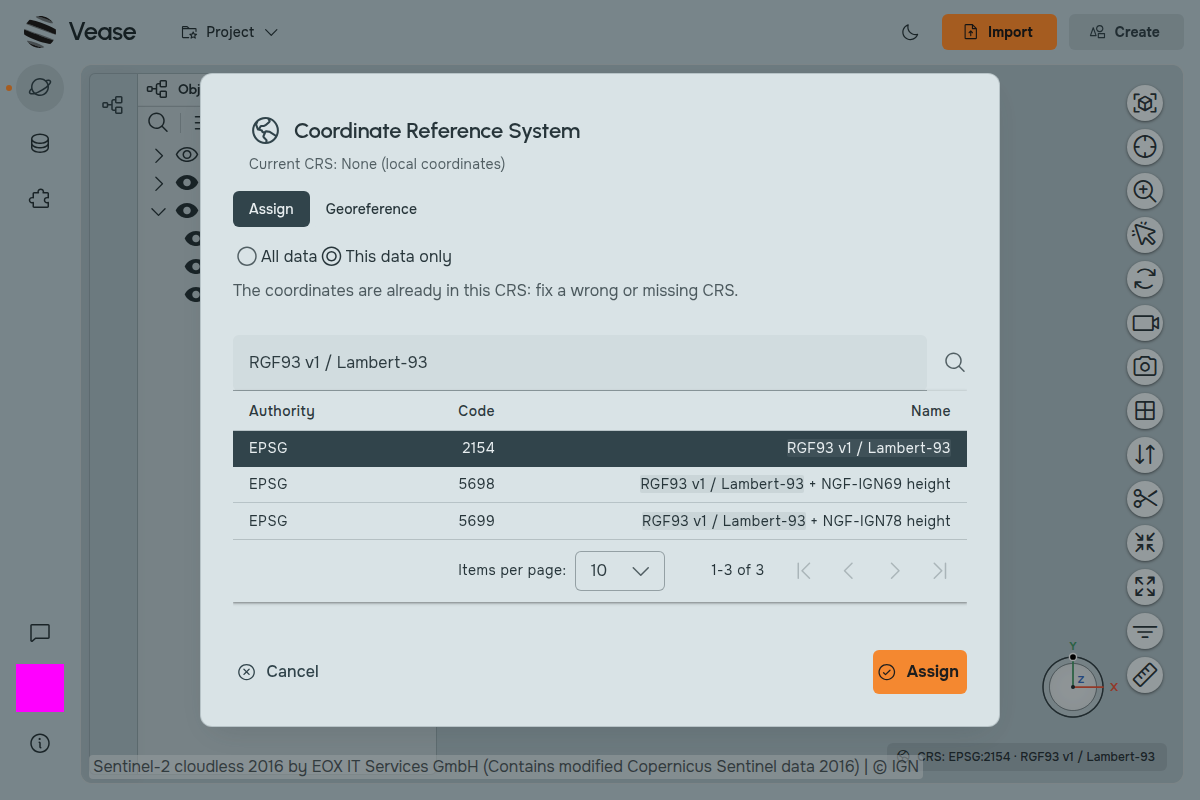 Vease
Project
Import
Create
Obj
Coordinate Reference System
Current CRS: None (local coordinates)
Assign
Georeference
All data
This data only
The coordinates are already in this CRS: fix a wrong or missing CRS.
RGF93 v1 / Lambert-93
Authority Code Name
EPSG 2154 RGF93 v1 / Lambert-93
EPSG 5698 RGF93 v1 / Lambert-93 + NGF-IGN69 height
EPSG 5699 RGF93 v1 / Lambert-93 + NGF-IGN78 height
Items per page: 10 1-3 of 3
Cancel
Assign
Y
Z
X
CRS: EPSG:2154 · RGF93 v1 / Lambert-93
Sentinel-2 cloudless 2016 by EOX IT Services GmbH (Contains modified Copernicus Sentinel data 2016) | © IGN